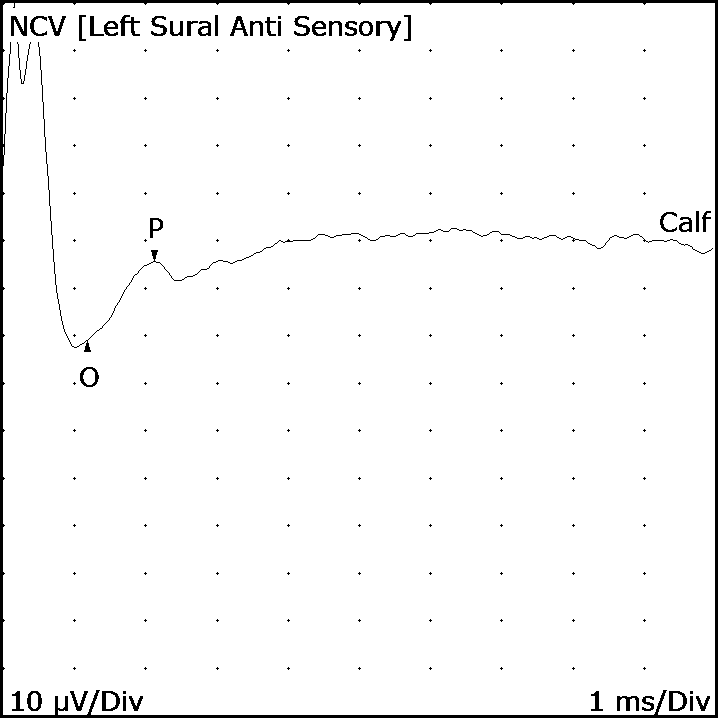 NCV [Left Sural Anti Sensory]
P
Calf
O
10 µV/Div
1 ms/Div